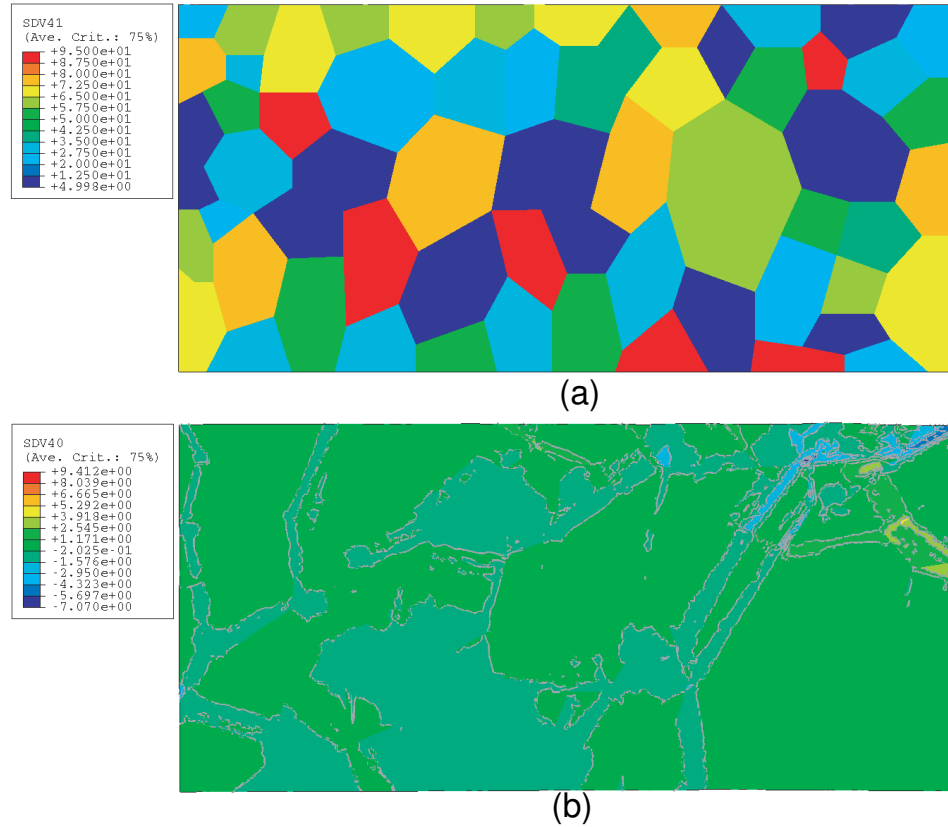 SDV41
(Ave. Crit.: 75%)
+9.500e+01
+8.750e+01
+8.000e+01
+7.250e+01
+6.500e+01
+5.750e+01
+5.000e+01
+4.250e+01
+3.500e+01
+2.750e+01
+2.000e+01
+1.250e+01
+4.998e+00
(a)
SDV40
(Ave. Crit.: 75%)
+9.412e+00
+8.039e+00
+6.665e+00
+5.292e+00
+3.918e+00
+2.545e+00
+1.171e+00
-2.025e-01
-1.576e+00
-2.950e+00
-4.323e+00
-5.697e+00
-7.070e+00
(b)